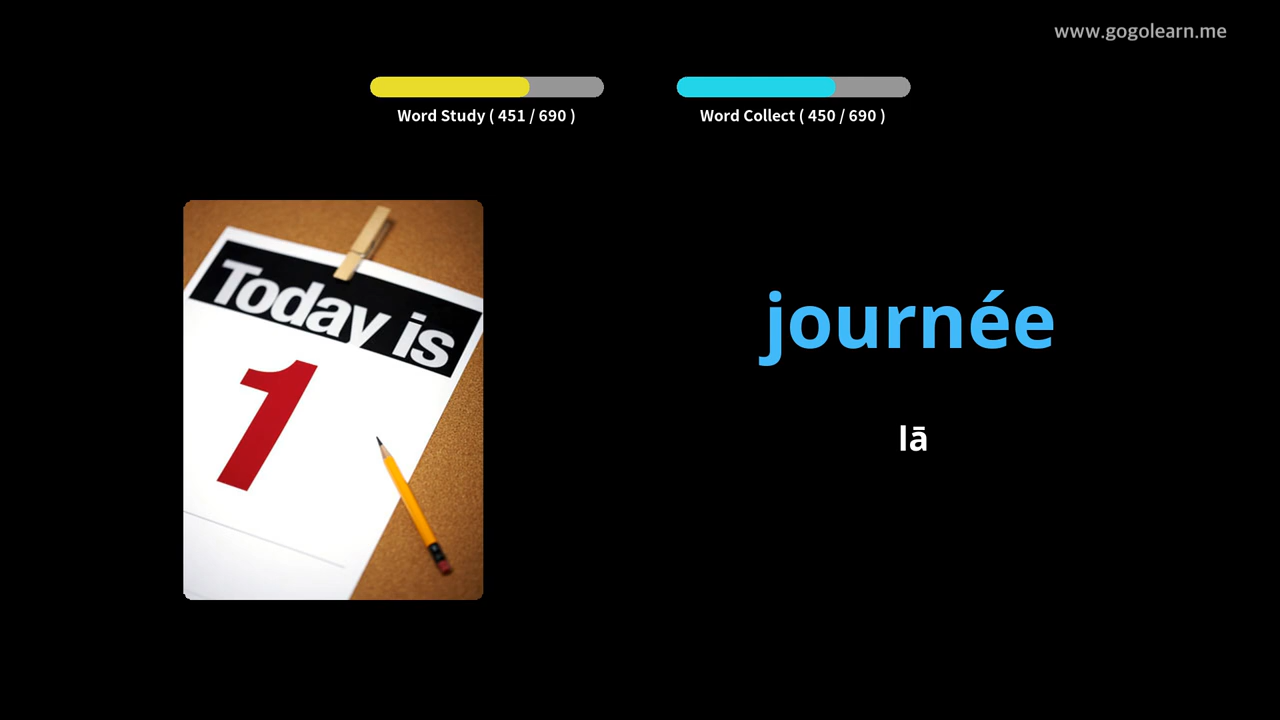 www.gogolearn.me
Word Study ( 451 / 690 )
Word Collect ( 450 / 690 )
Today is
1
journée
lā